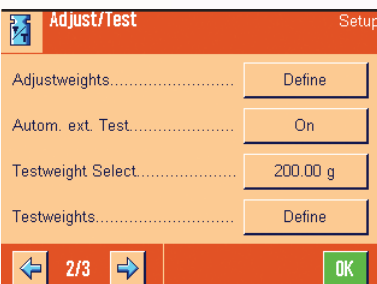 Adjust/Test Setup
Adjustweights.......................... Define
Autom. ext. Test...................... On
Testweight Select..................... 200.00 g
Testweights............................ Define
2/3 OK